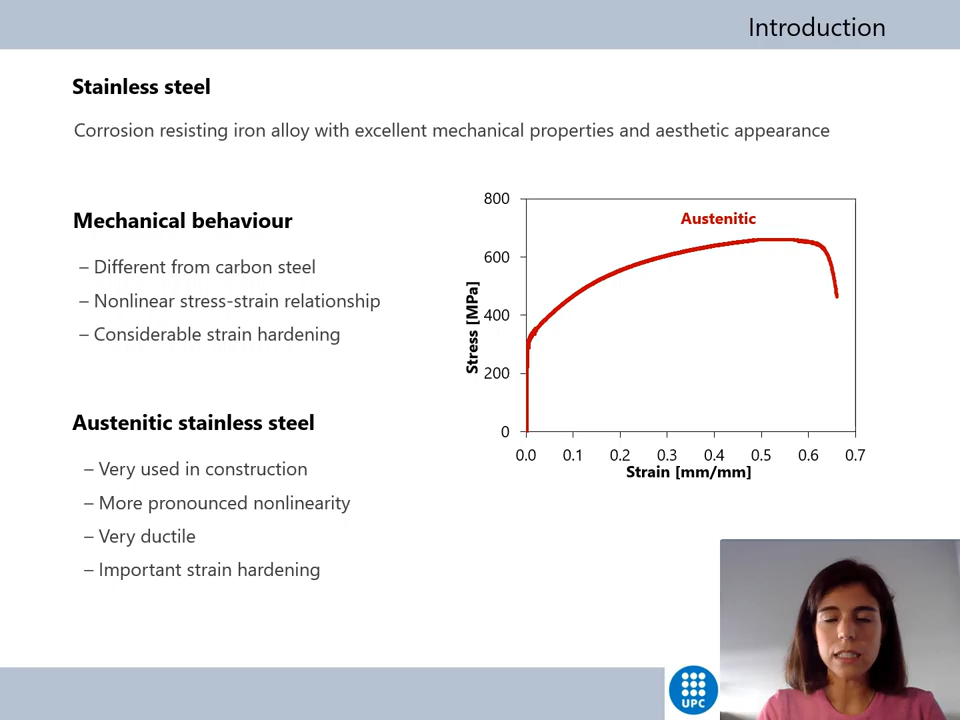 Introduction
Stainless steel
Corrosion resisting iron alloy with excellent mechanical properties and aesthetic appearance
Mechanical behaviour
– Different from carbon steel
– Nonlinear stress-strain relationship
– Considerable strain hardening
Austenitic stainless steel
– Very used in construction
– More pronounced nonlinearity
– Very ductile
– Important strain hardening
800
600
400
200
0
Stress [MPa]
Austenitic
0.0 0.1 0.2 0.3 0.4 0.5 0.6 0.7
Strain [mm/mm]
UPC